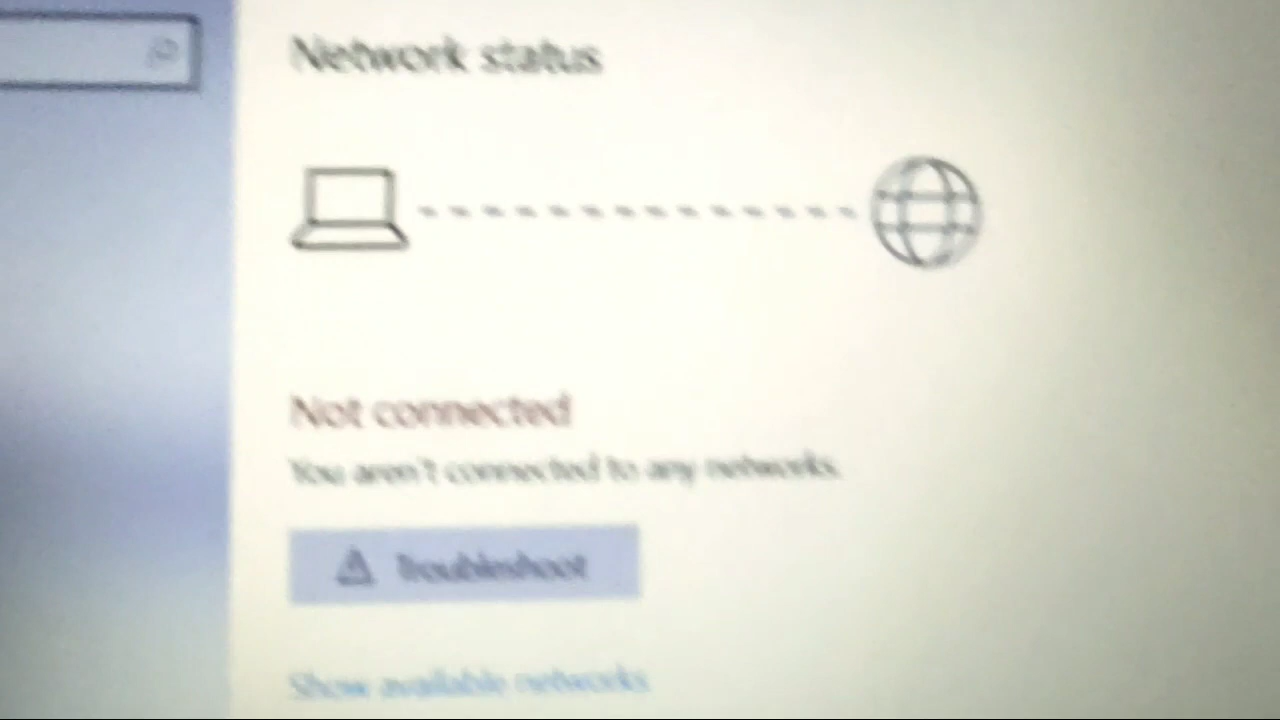 Network status
Not connected
You aren't connected to any networks.
Troubleshoot
Show available networks